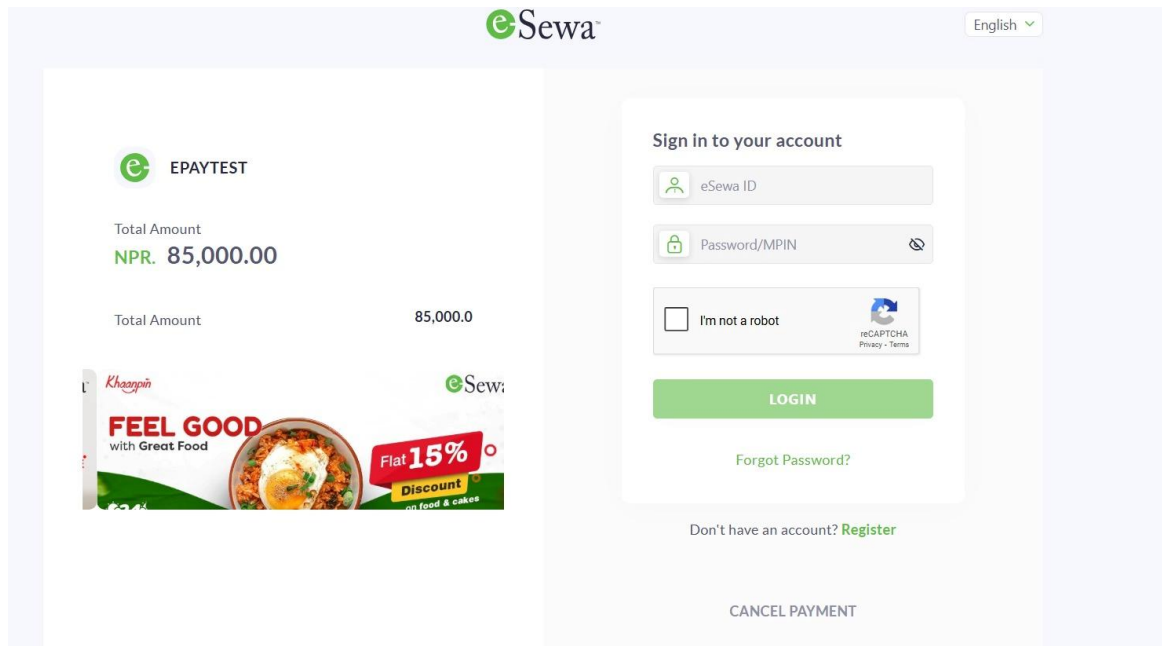 e-Sewa™
English
EPAYTEST
Total Amount
NPR. 85,000.00
Total Amount 85,000.0
Khaanpin
e-Sewa
FEEL GOOD
with Great Food
Flat 15%
Discount
on food & cakes
Sign in to your account
eSewa ID
Password/MPIN
I'm not a robot
reCAPTCHA
Privacy - Terms
LOGIN
Forgot Password?
Don't have an account? Register
CANCEL PAYMENT